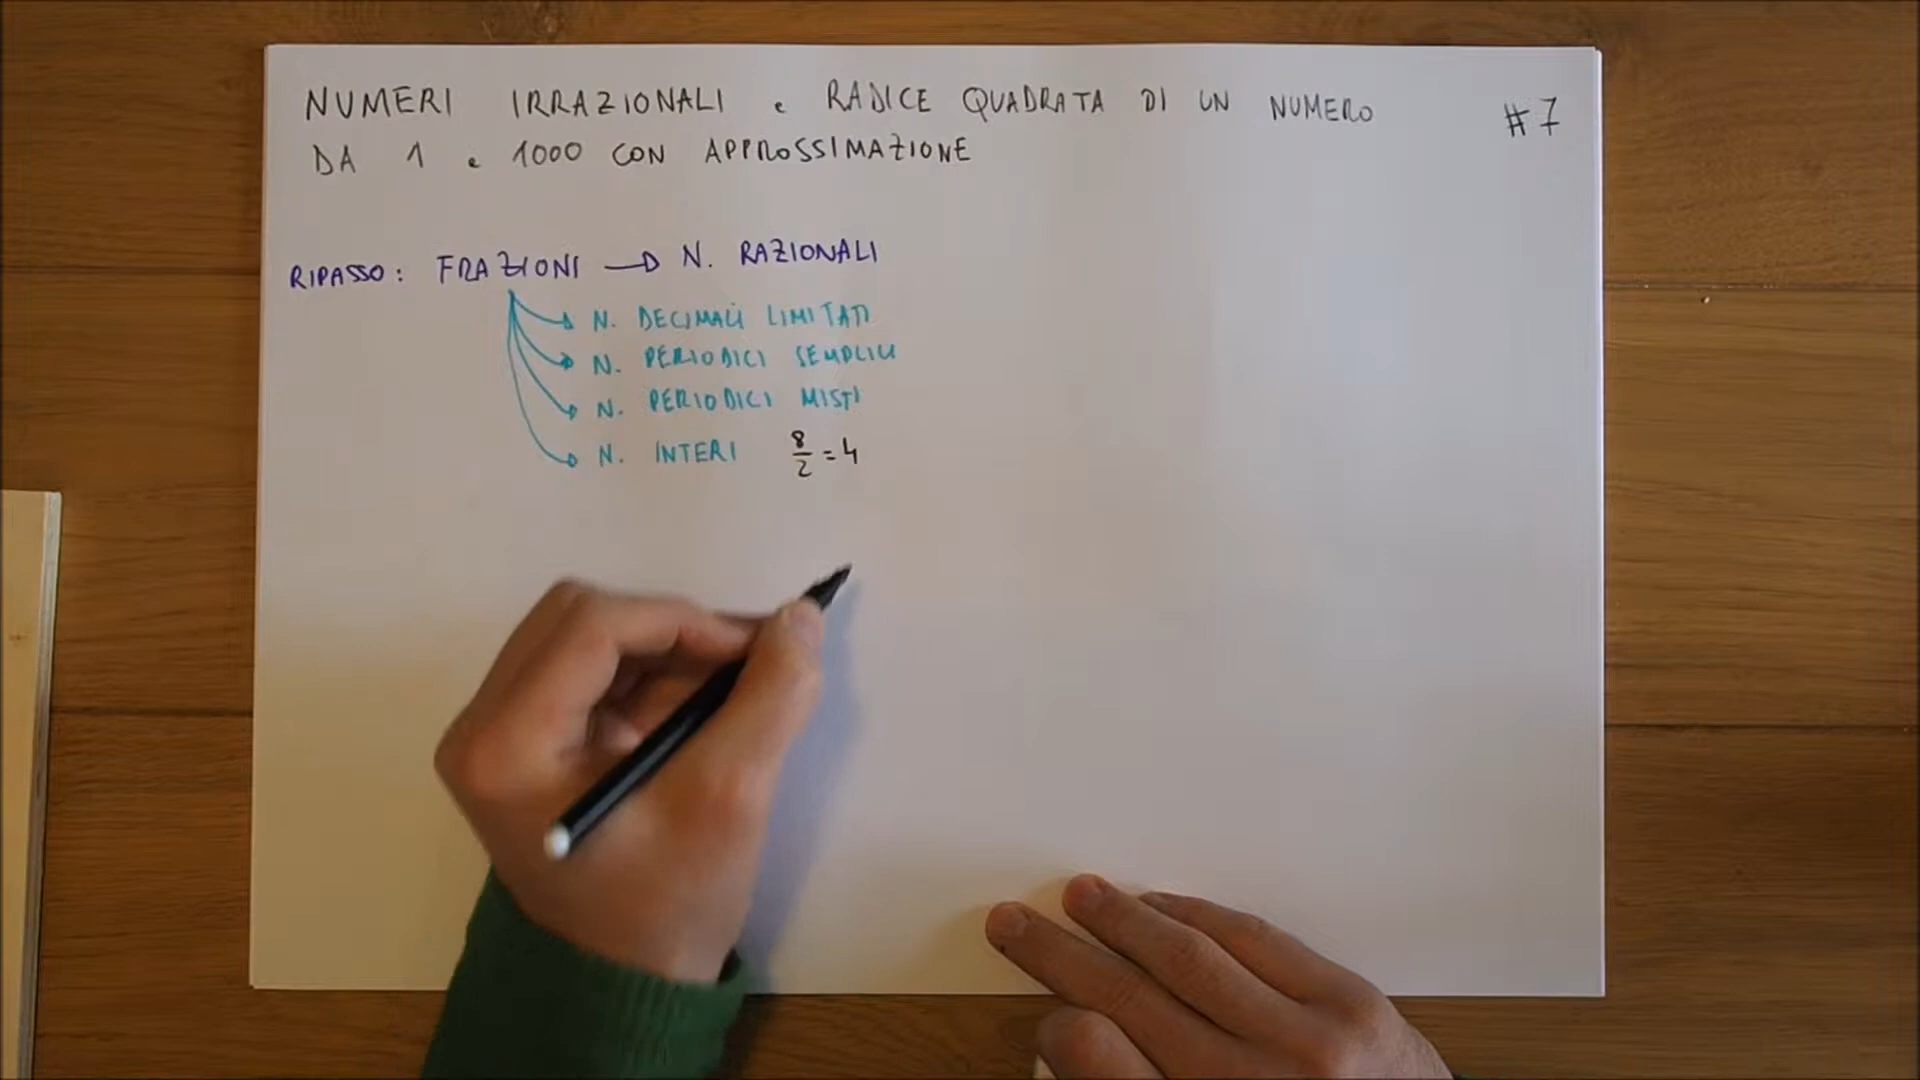 NUMERI IRRAZIONALI e RADICE QUADRATA DI UN NUMERO #7
DA 1 e 1000 CON APPROSSIMAZIONE
RIPASSO: FRAZIONI → N. RAZIONALI
N. DECIMALI LIMITATI
N. PERIODICI SEMPLICI
N. PERIODICI MISTI
N. INTERI 8/2 = 4